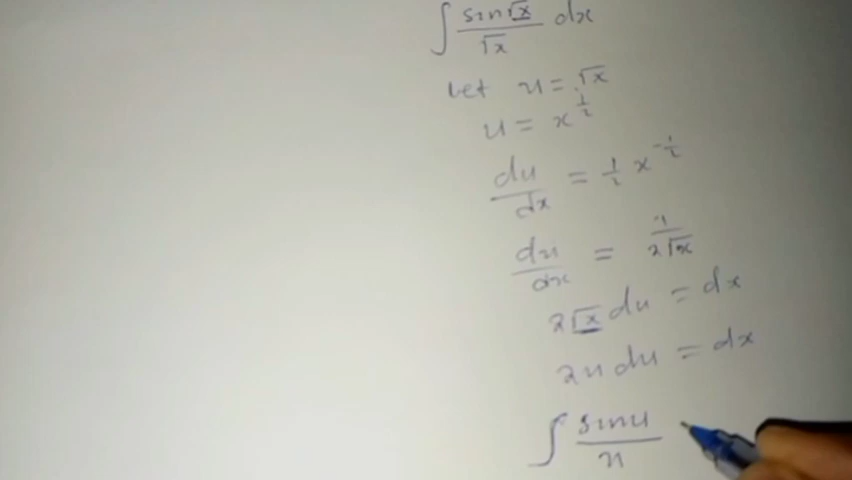 ∫ sin√x / √x dx
Let u = √x
u = x^(1/2)
du/dx = 1/2 x^(-1/2)
du/dx = 1/(2√x)
2√x du = dx
2u du = dx
∫ sinu / u